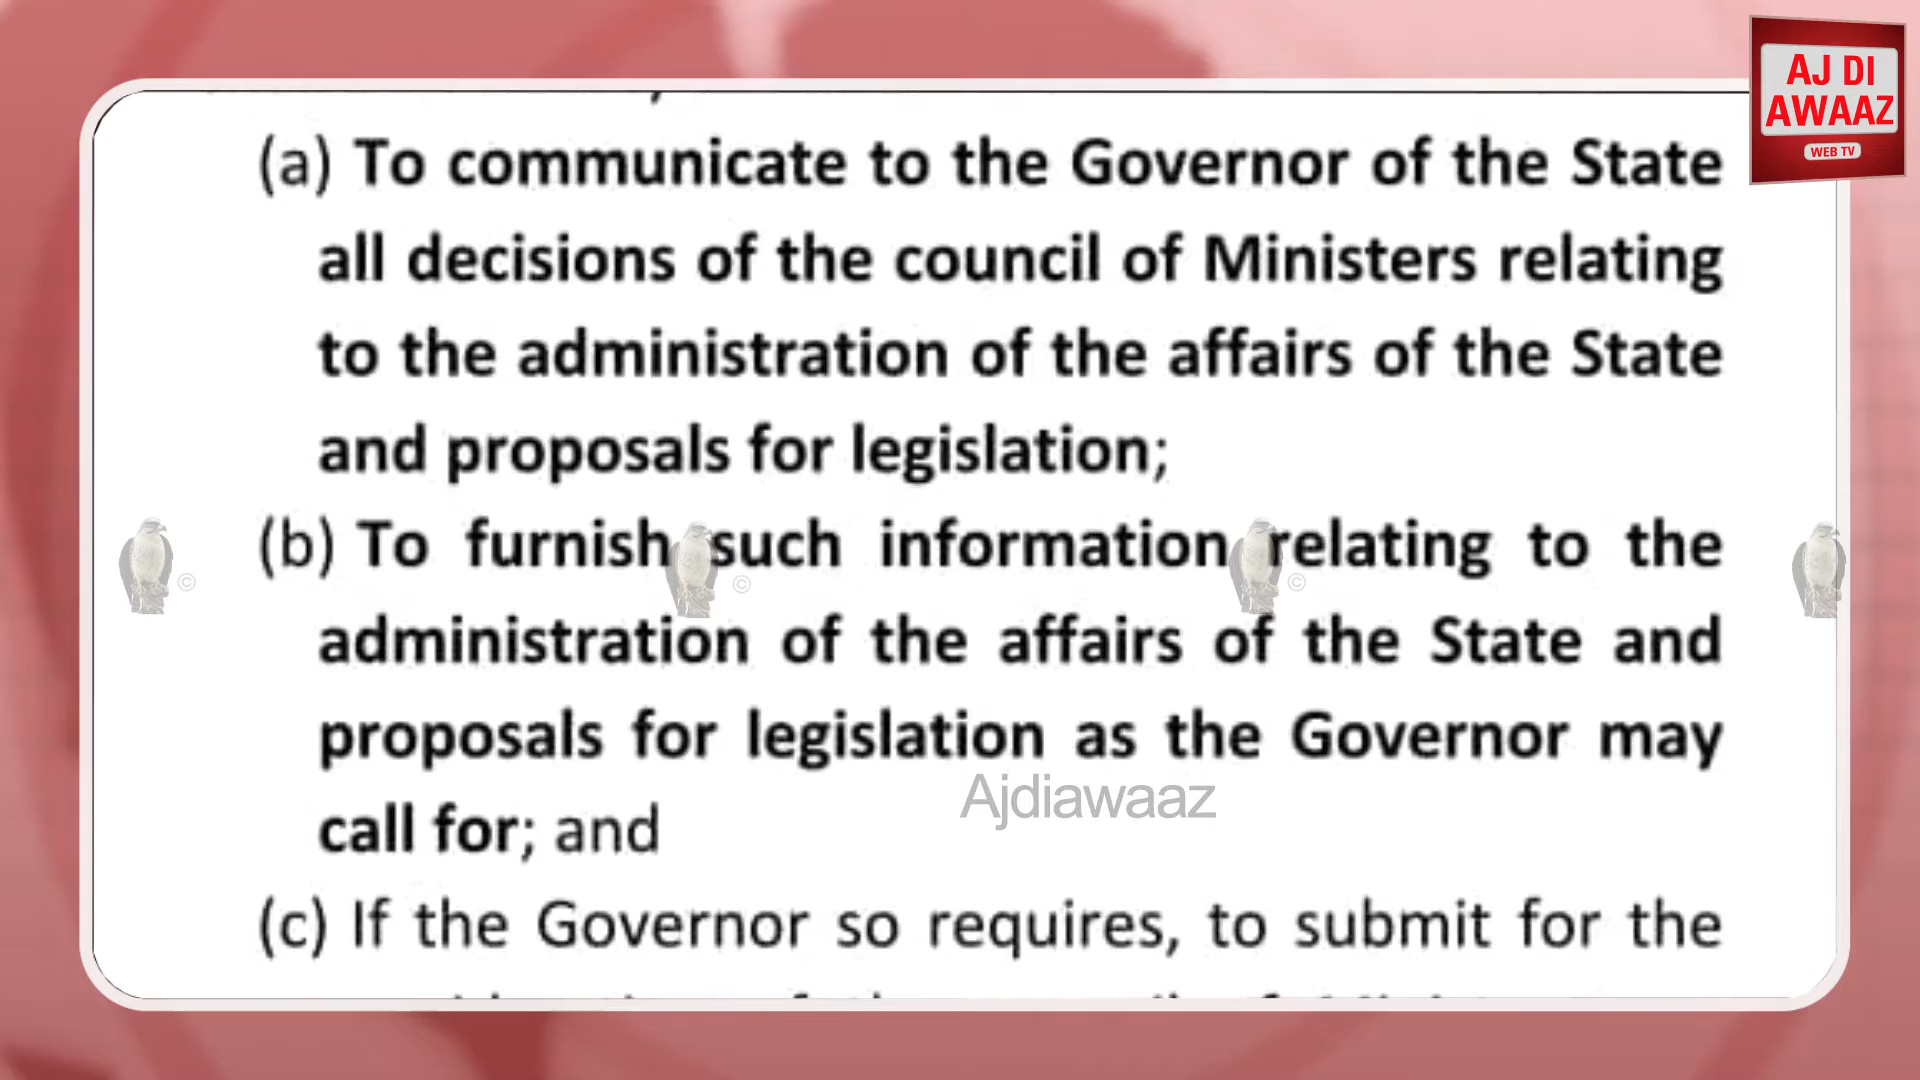 AJ DI
AWAAZ
WEB TV
(a) To communicate to the Governor of the State
all decisions of the council of Ministers relating
to the administration of the affairs of the State
and proposals for legislation;
(b) To furnish such information relating to the
administration of the affairs of the State and
proposals for legislation as the Governor may
call for; and
Ajdiawaaz
(c) If the Governor so requires, to submit for the